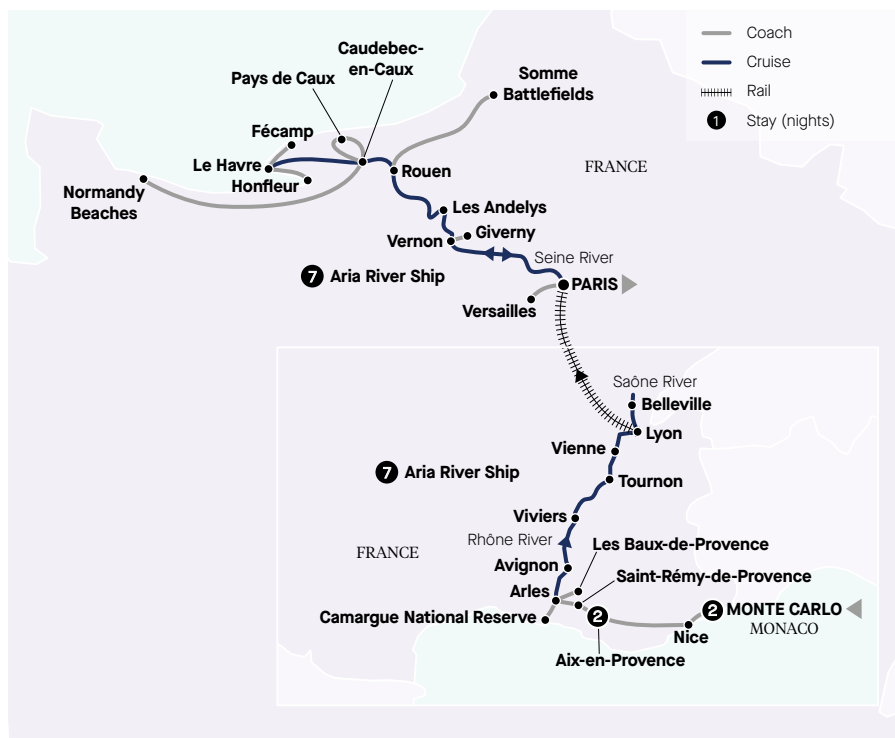 Coach
Cruise
Rail
1 Stay (nights)
Caudebec-
en-Caux
Pays de Caux
Somme
Battlefields
Fécamp
Le Havre
Honfleur
Rouen
FRANCE
Normandy
Beaches
Les Andelys
Giverny
Vernon
Seine River
7 Aria River Ship
PARIS
Versailles
Saône River
Belleville
Lyon
Vienne
7 Aria River Ship
Tournon
Viviers
Rhône River
FRANCE
Les Baux-de-Provence
Avignon
Saint-Rémy-de-Provence
Arles
Camargue National Reserve
2
2 MONTE CARLO
MONACO
Nice
Aix-en-Provence